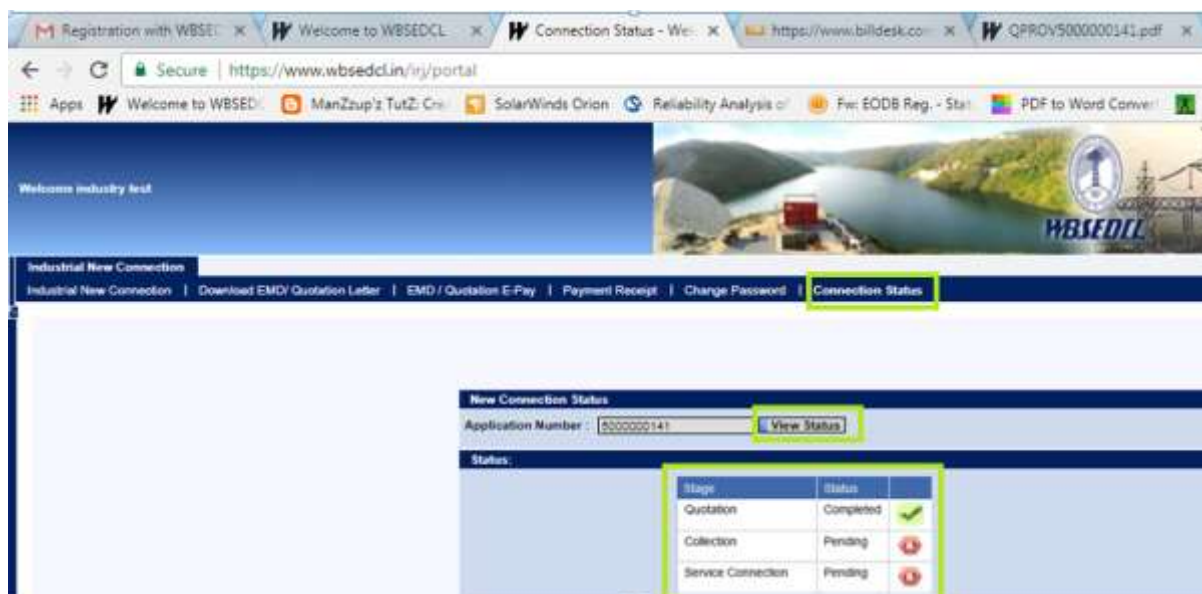 Registration with WBSE
Welcome to WBSEDCL
Connection Status - We
https://www.billdesk.co
QPROV5000000141.pdf
Secure | https://www.wbsedcl.in/irj/portal
Apps
Welcome to WBSED
ManZzup'z TutZ: Cre
SolarWinds Orion
Reliability Analysis o
Fw: EODB Reg. - Stat
PDF to Word Conver
Welcome industry test
WBSEDCL
Industrial New Connection
Industrial New Connection | Download EMD/ Quotation Letter | EMD / Quotation E-Pay | Payment Receipt | Change Password | Connection Status
New Connection Status
Application Number : 5000000141 View Status
Status:
Stage Status
Quotation Completed
Collection Pending
Service Connection Pending